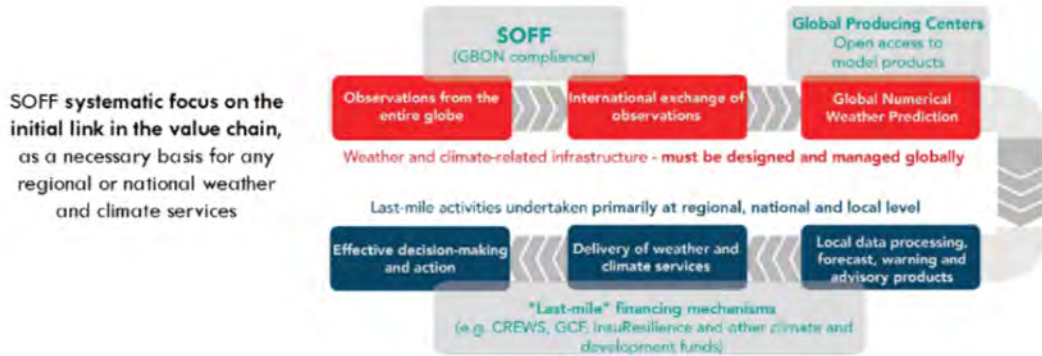 SOFF systematic focus on the
initial link in the value chain,
as a necessary basis for any
regional or national weather
and climate services
SOFF
(GBON compliance)
Global Producing Centers
Open access to
model products
Observations from the
entire globe
International exchange of
observations
Global Numerical
Weather Prediction
Weather and climate-related infrastructure - must be designed and managed globally
Last-mile activities undertaken primarily at regional, national and local level
Effective decision-making
and action
Delivery of weather and
climate services
Local data processing,
forecast, warning and
advisory products
"Last-mile" financing mechanisms
(e.g. CREWS, GCF, InsuResilience and other climate and
development funds)